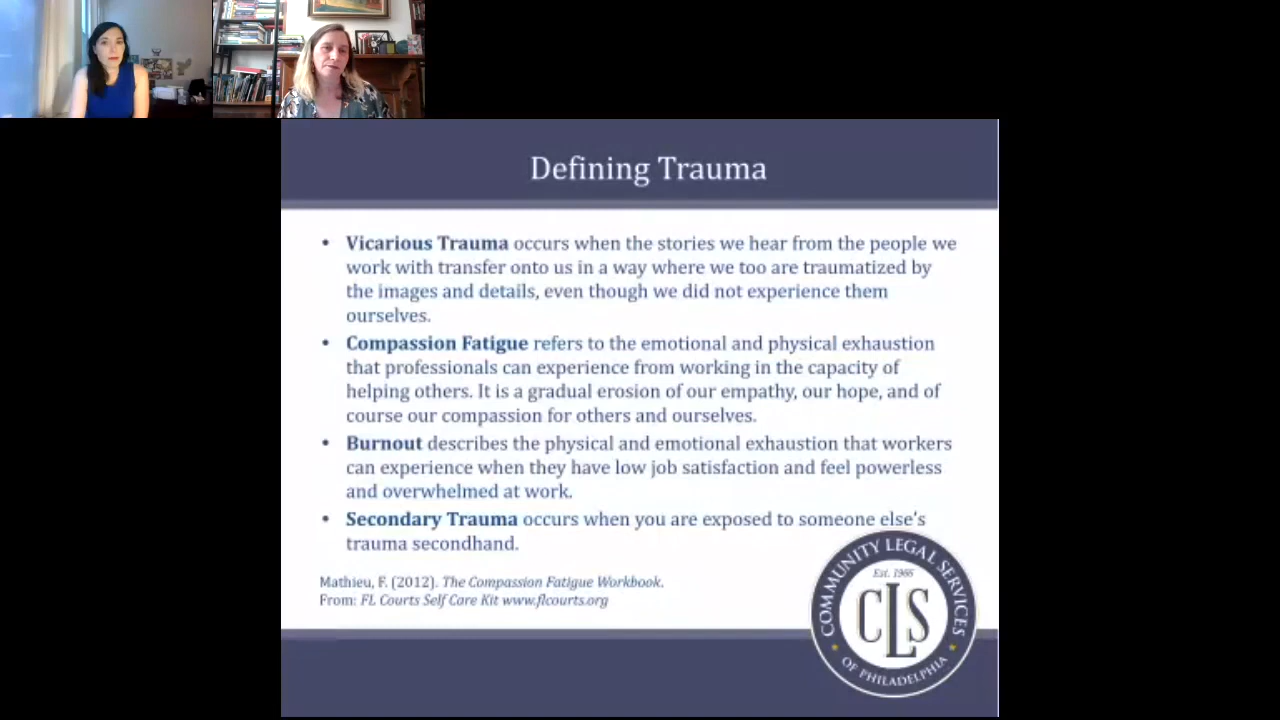 Defining Trauma
• Vicarious Trauma occurs when the stories we hear from the people we
work with transfer onto us in a way where we too are traumatized by
the images and details, even though we did not experience them
ourselves.
• Compassion Fatigue refers to the emotional and physical exhaustion
that professionals can experience from working in the capacity of
helping others. It is a gradual erosion of our empathy, our hope, and of
course our compassion for others and ourselves.
• Burnout describes the physical and emotional exhaustion that workers
can experience when they have low job satisfaction and feel powerless
and overwhelmed at work.
• Secondary Trauma occurs when you are exposed to someone else's
trauma secondhand.
Mathieu, F. (2012). The Compassion Fatigue Workbook.
From: FL Courts Self Care Kit www.flcourts.org
COMMUNITY LEGAL SERVICES
Est. 1966
CLS
OF PHILADELPHIA